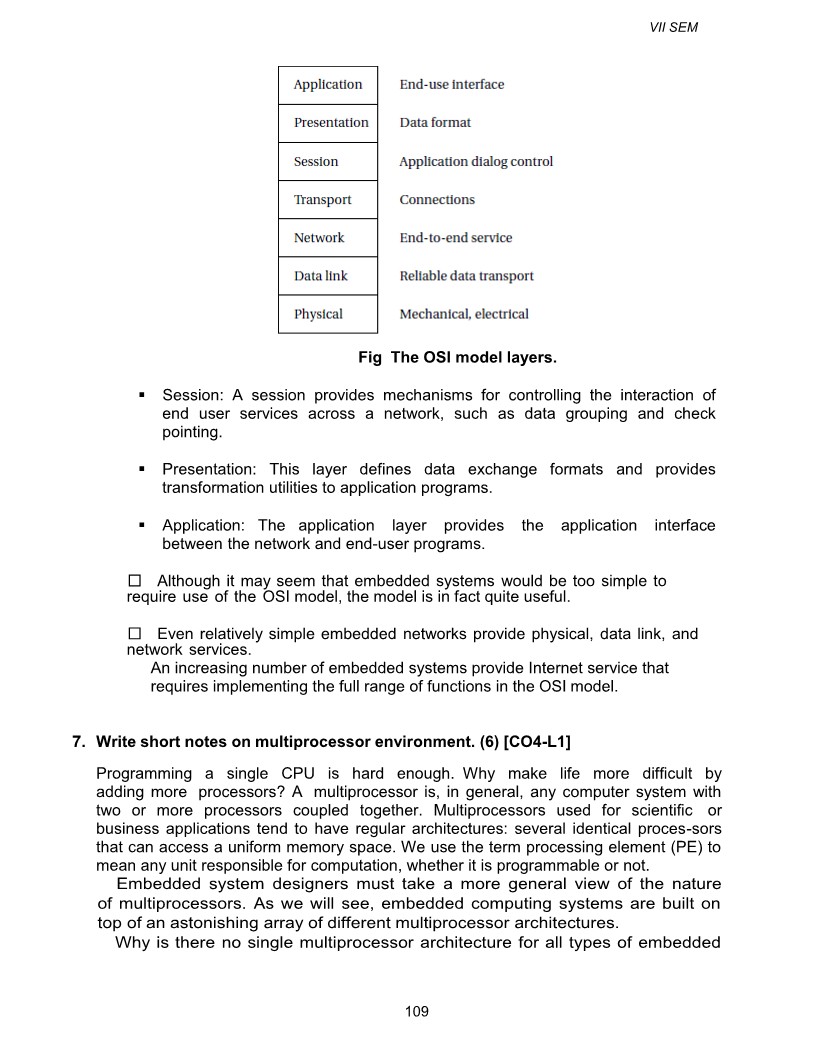 VII SEM
Application End-use interface
Presentation Data format
Session Application dialog control
Transport Connections
Network End-to-end service
Data link Reliable data transport
Physical Mechanical, electrical
Fig The OSI model layers.
▪ Session: A session provides mechanisms for controlling the interaction of
end user services across a network, such as data grouping and check
pointing.
▪ Presentation: This layer defines data exchange formats and provides
transformation utilities to application programs.
▪ Application: The application layer provides the application interface
between the network and end-user programs.
□ Although it may seem that embedded systems would be too simple to
require use of the OSI model, the model is in fact quite useful.
□ Even relatively simple embedded networks provide physical, data link, and
network services.
An increasing number of embedded systems provide Internet service that
requires implementing the full range of functions in the OSI model.
7. Write short notes on multiprocessor environment. (6) [CO4-L1]
Programming a single CPU is hard enough. Why make life more difficult by
adding more processors? A multiprocessor is, in general, any computer system with
two or more processors coupled together. Multiprocessors used for scientific or
business applications tend to have regular architectures: several identical proces-sors
that can access a uniform memory space. We use the term processing element (PE) to
mean any unit responsible for computation, whether it is programmable or not.
Embedded system designers must take a more general view of the nature
of multiprocessors. As we will see, embedded computing systems are built on
top of an astonishing array of different multiprocessor architectures.
Why is there no single multiprocessor architecture for all types of embedded
109